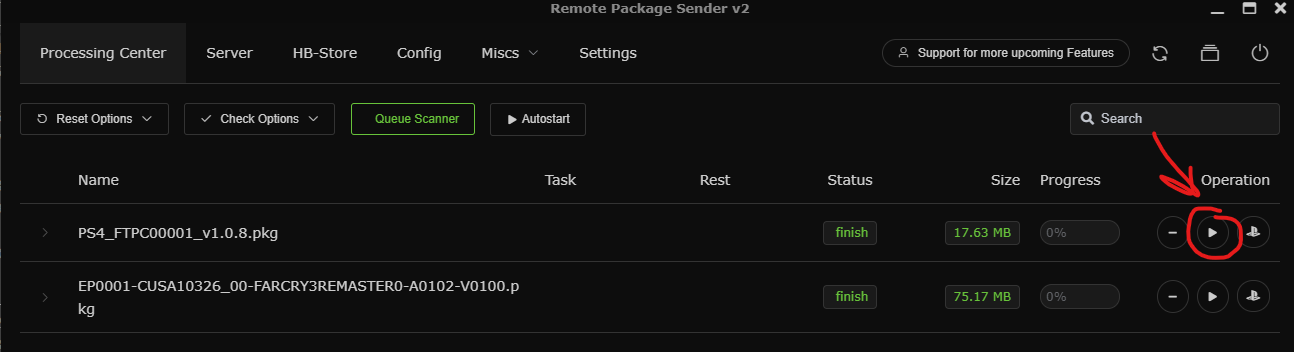 Remote Package Sender v2
Processing Center Server HB-Store Config Miscs Settings Support for more upcoming Features
Reset Options Check Options Queue Scanner Autostart Search
Name Task Rest Status Size Progress Operation
PS4_FTPC00001_v1.0.8.pkg finish 17.63 MB 0%
EP0001-CUSA10326_00-FARCRY3REMASTER0-A0102-V0100.p
kg
finish 75.17 MB 0%